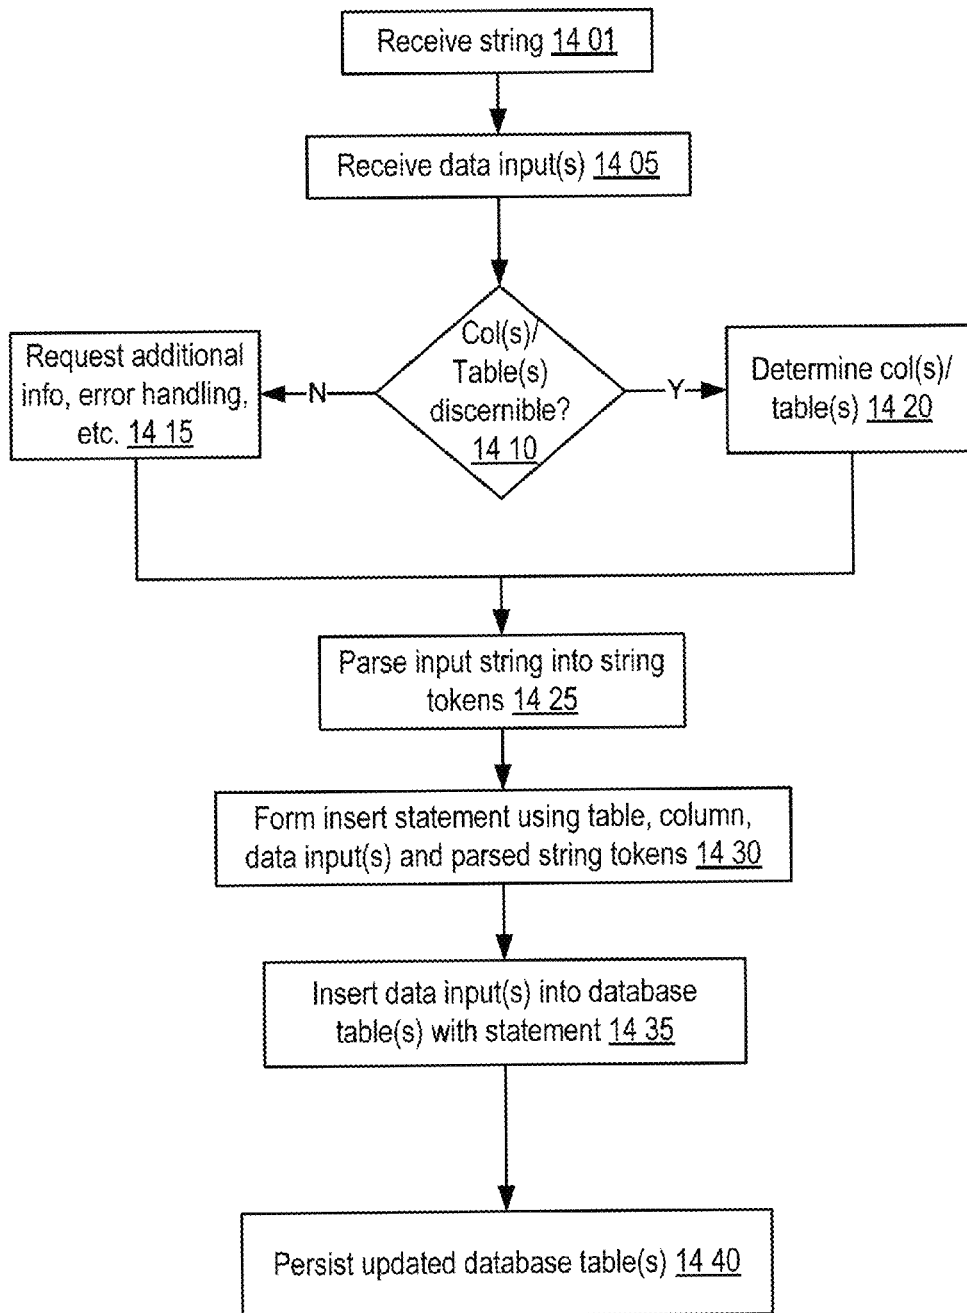 Receive string 14 01
Receive data input(s) 14 05
Col(s)/
Table(s)
discernible?
14 10
N
Y
Request additional
info, error handling,
etc. 14 15
Determine col(s)/
table(s) 14 20
Parse input string into string
tokens 14 25
Form insert statement using table, column,
data input(s) and parsed string tokens 14 30
Insert data input(s) into database
table(s) with statement 14 35
Persist updated database table(s) 14 40